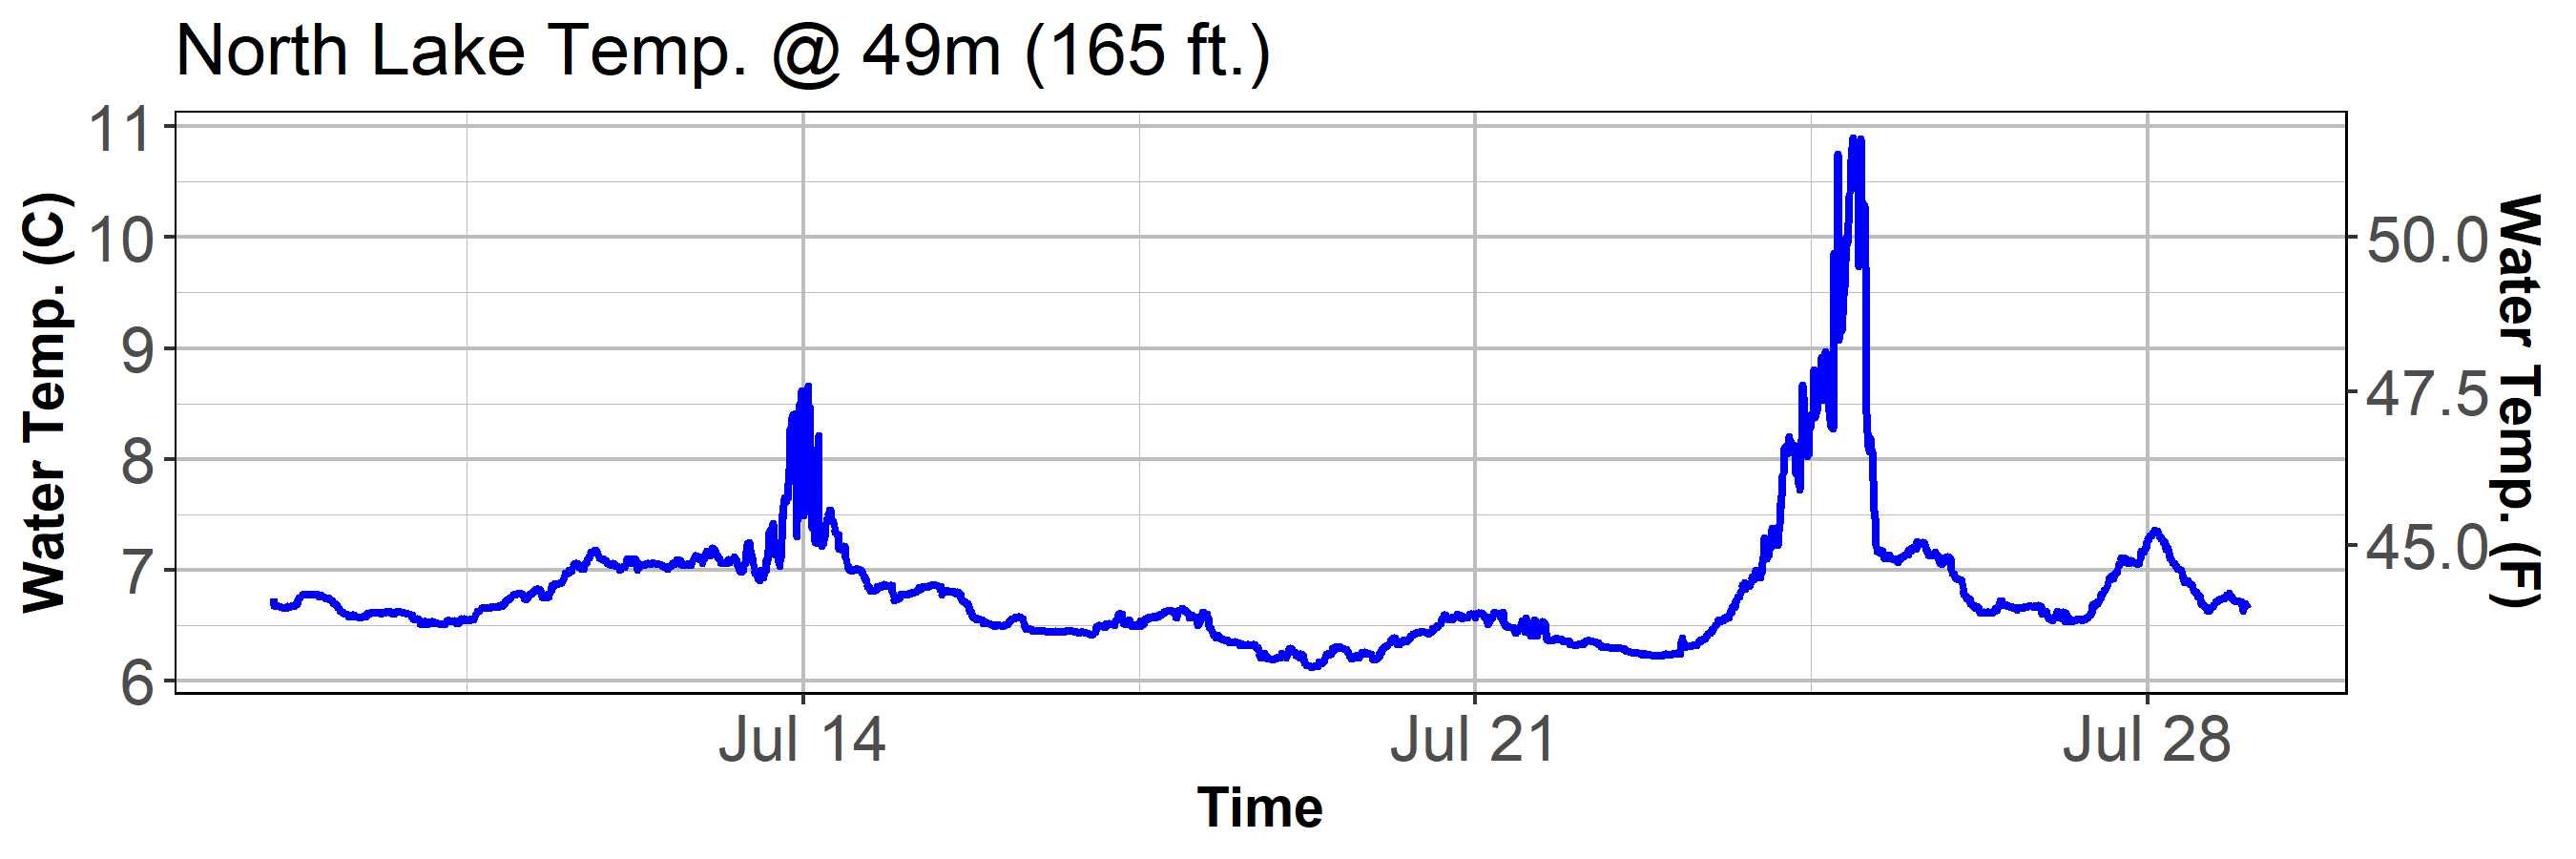 North Lake Temp. @ 49m (165 ft.)
Water Temp. (C)
11
10
9
8
7
6
50.0
47.5
45.0
Water Temp. (F)
Jul 14
Jul 21
Jul 28
Time